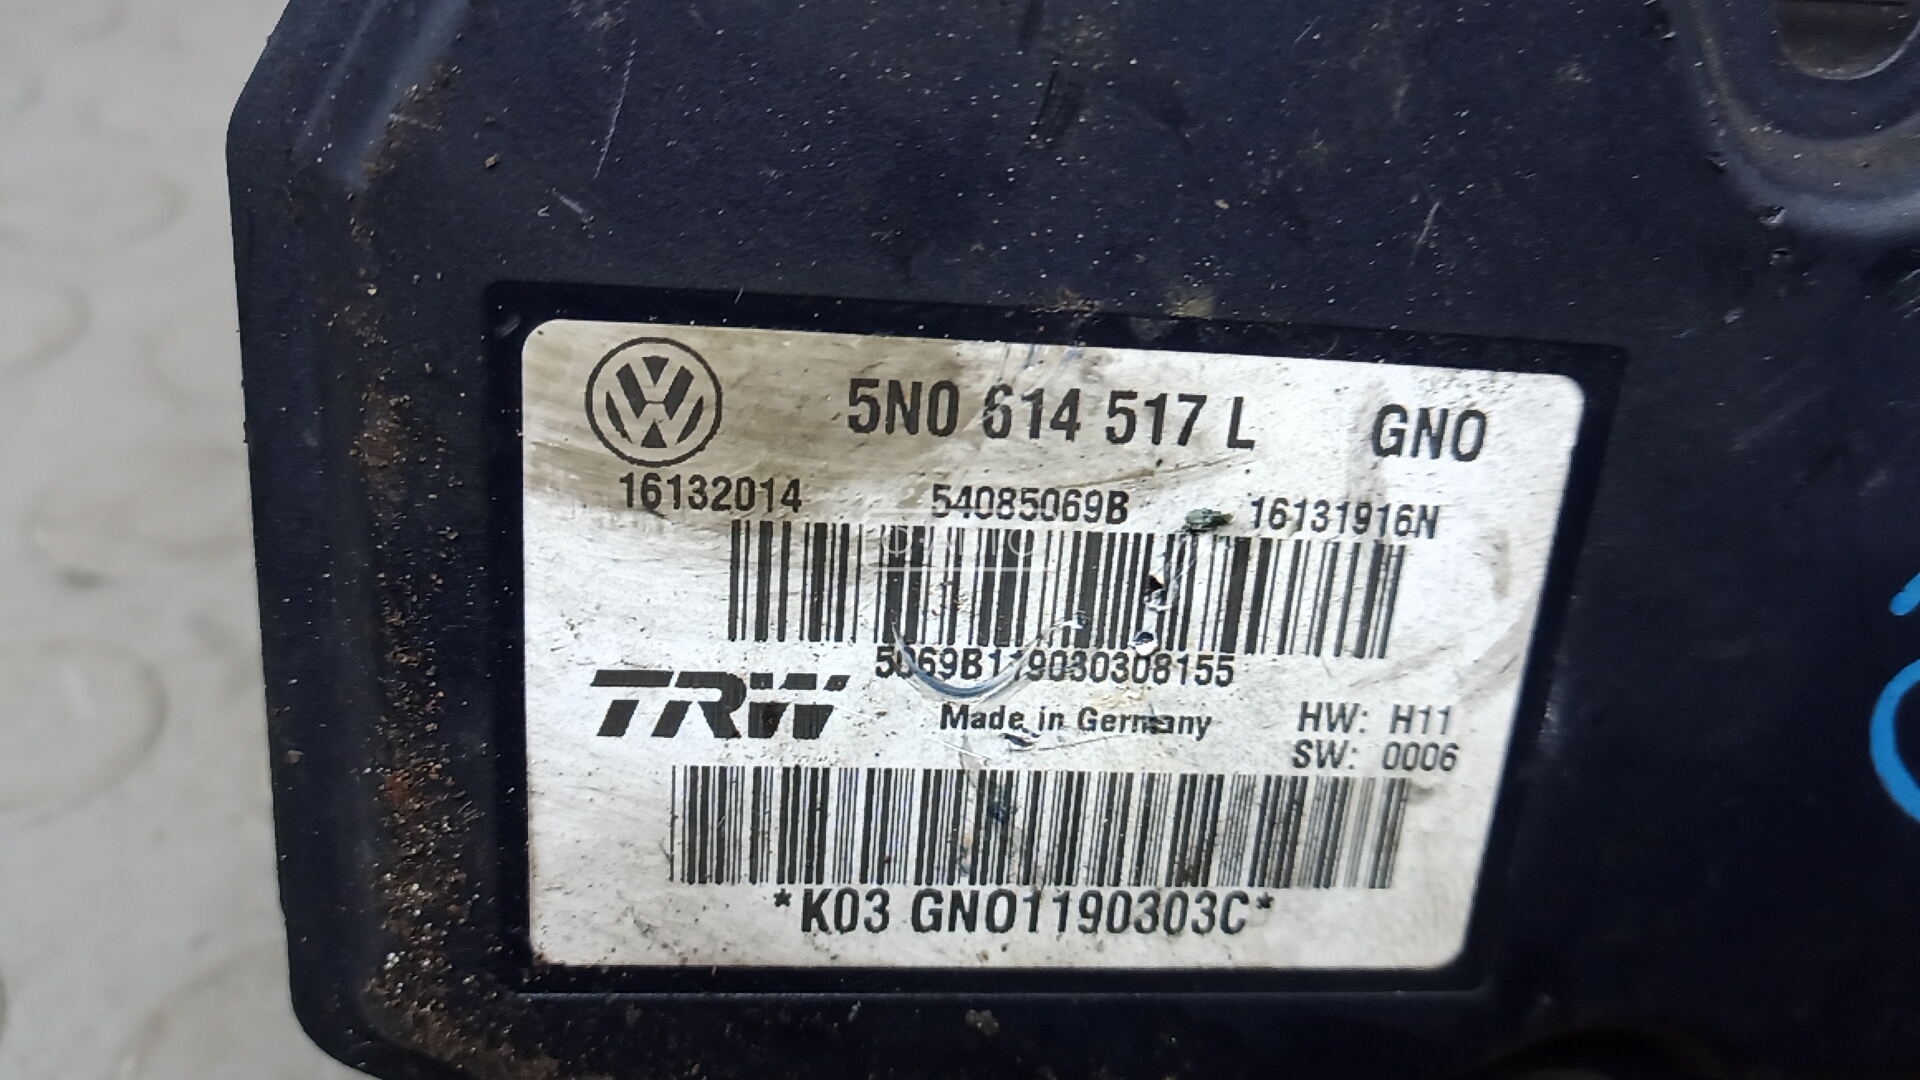 5N0 614 517 L GNO
16132014 54085069B 16131916N
5069B119030308155
TRW
Made in Germany
HW: H11
SW: 0006
*K03 GNO1190303C*